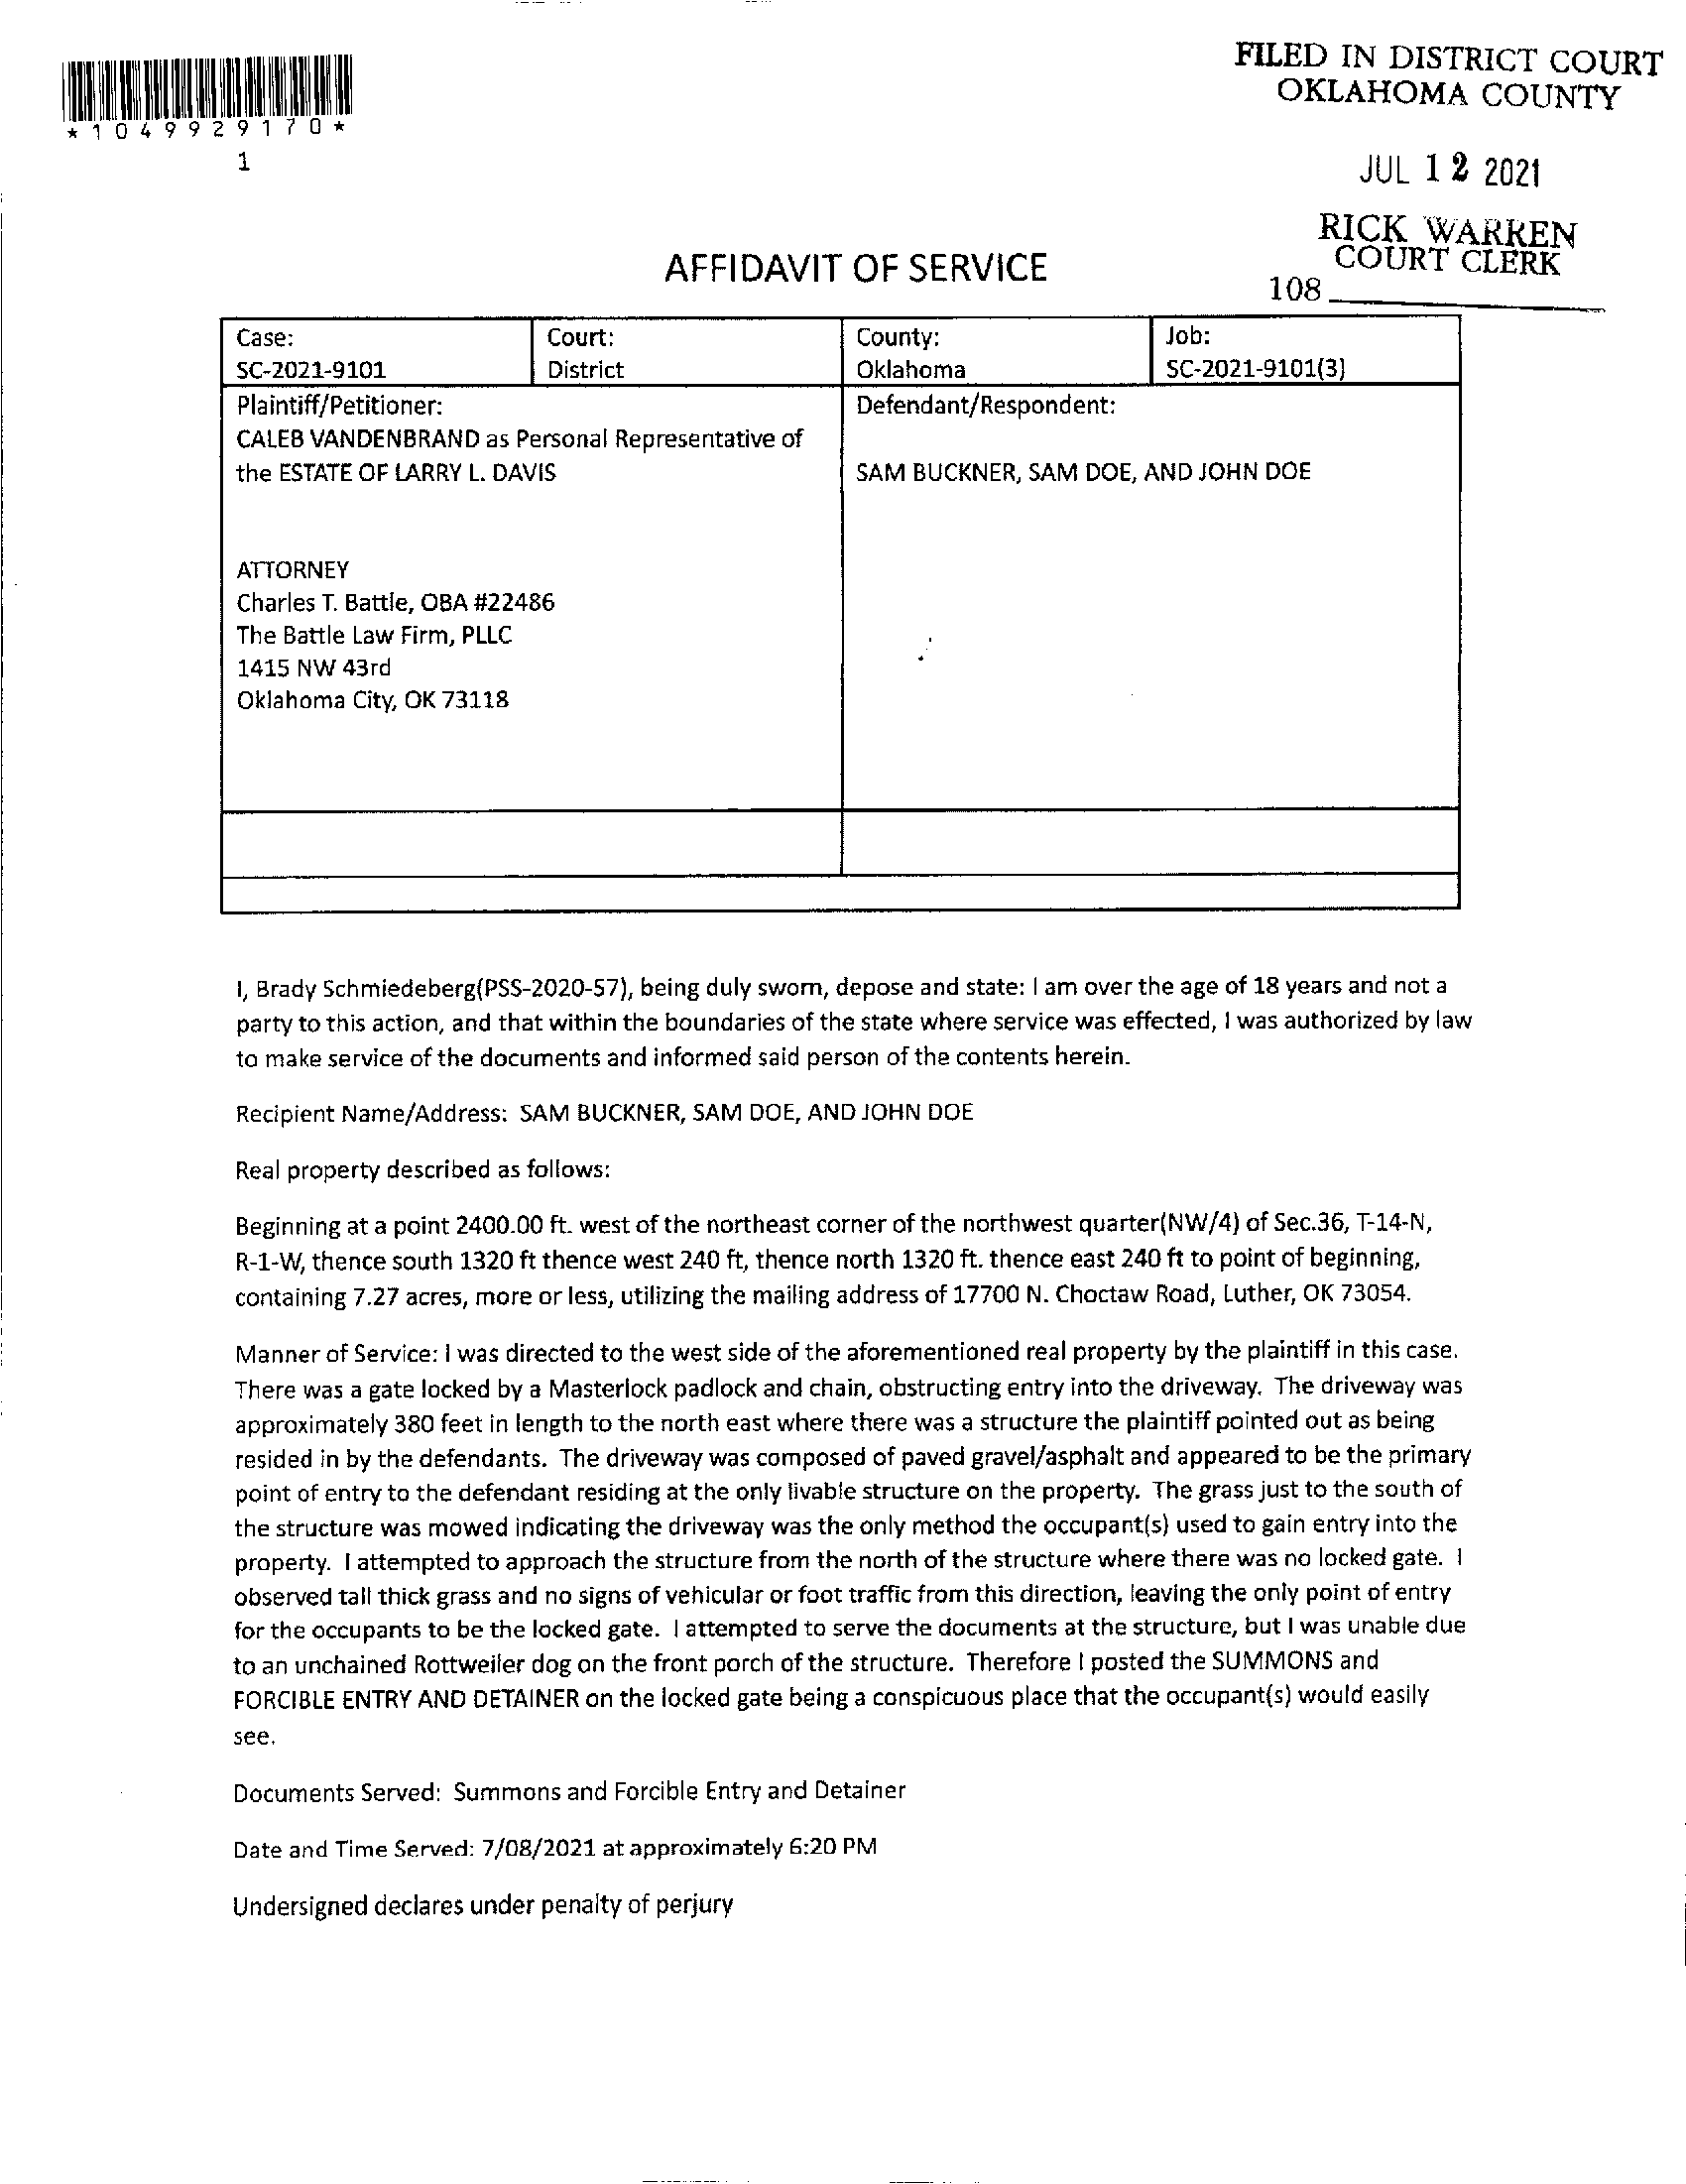 FILED IN DISTRICT COURT
OKLAHOMA COUNTY
*1049929170*
1
JUL 12 2021
RICK WARREN
COURT CLERK
108
AFFIDAVIT OF SERVICE
Case:
SC-2021-9101
Court:
District
County:
Oklahoma
Job:
SC-2021-9101(3)
Plaintiff/Petitioner:
CALEB VANDENBRAND as Personal Representative of
the ESTATE OF LARRY L. DAVIS
ATTORNEY
Charles T. Battle, OBA #22486
The Battle Law Firm, PLLC
1415 NW 43rd
Oklahoma City, OK 73118
Defendant/Respondent:
SAM BUCKNER, SAM DOE, AND JOHN DOE
I, Brady Schmiedeberg(PSS-2020-57), being duly sworn, depose and state: I am over the age of 18 years and not a
party to this action, and that within the boundaries of the state where service was effected, I was authorized by law
to make service of the documents and informed said person of the contents herein.
Recipient Name/Address: SAM BUCKNER, SAM DOE, AND JOHN DOE
Real property described as follows:
Beginning at a point 2400.00 ft. west of the northeast corner of the northwest quarter(NW/4) of Sec.36, T-14-N,
R-1-W, thence south 1320 ft thence west 240 ft, thence north 1320 ft. thence east 240 ft to point of beginning,
containing 7.27 acres, more or less, utilizing the mailing address of 17700 N. Choctaw Road, Luther, OK 73054.
Manner of Service: I was directed to the west side of the aforementioned real property by the plaintiff in this case.
There was a gate locked by a Masterlock padlock and chain, obstructing entry into the driveway. The driveway was
approximately 380 feet in length to the north east where there was a structure the plaintiff pointed out as being
resided in by the defendants. The driveway was composed of paved gravel/asphalt and appeared to be the primary
point of entry to the defendant residing at the only livable structure on the property. The grass just to the south of
the structure was mowed indicating the driveway was the only method the occupant(s) used to gain entry into the
property. I attempted to approach the structure from the north of the structure where there was no locked gate. I
observed tall thick grass and no signs of vehicular or foot traffic from this direction, leaving the only point of entry
for the occupants to be the locked gate. I attempted to serve the documents at the structure, but I was unable due
to an unchained Rottweiler dog on the front porch of the structure. Therefore I posted the SUMMONS and
FORCIBLE ENTRY AND DETAINER on the locked gate being a conspicuous place that the occupant(s) would easily
see.
Documents Served: Summons and Forcible Entry and Detainer
Date and Time Served: 7/08/2021 at approximately 6:20 PM
Undersigned declares under penalty of perjury